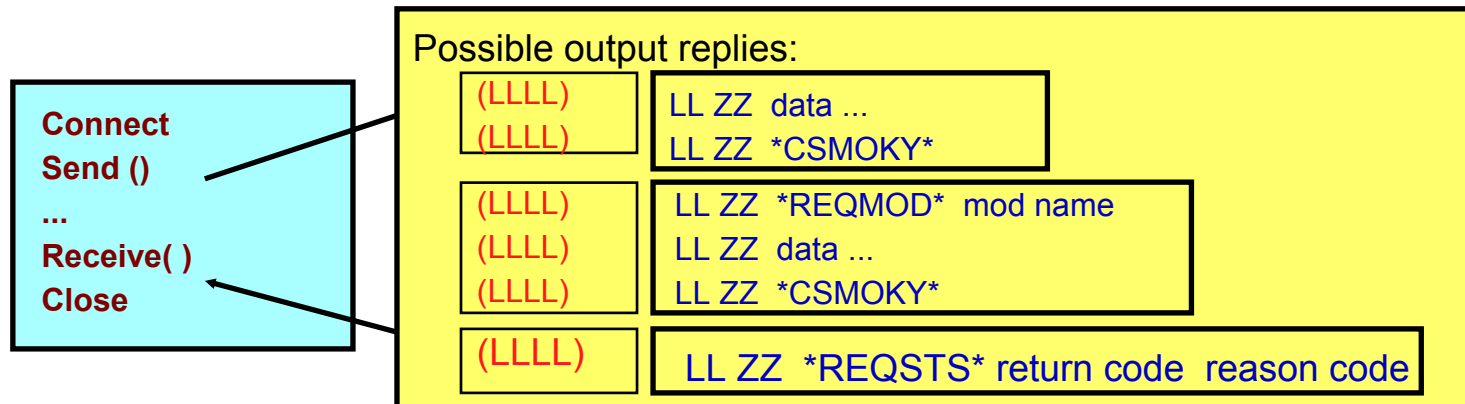 Connect
Send ()
...
Receive( )
Close
Possible output replies:
(LLLL) LL ZZ data ...
(LLLL) LL ZZ *CSMOKY*
(LLLL) LL ZZ *REQMOD* mod name
(LLLL) LL ZZ data ...
(LLLL) LL ZZ *CSMOKY*
(LLLL) LL ZZ *REQSTS* return code reason code